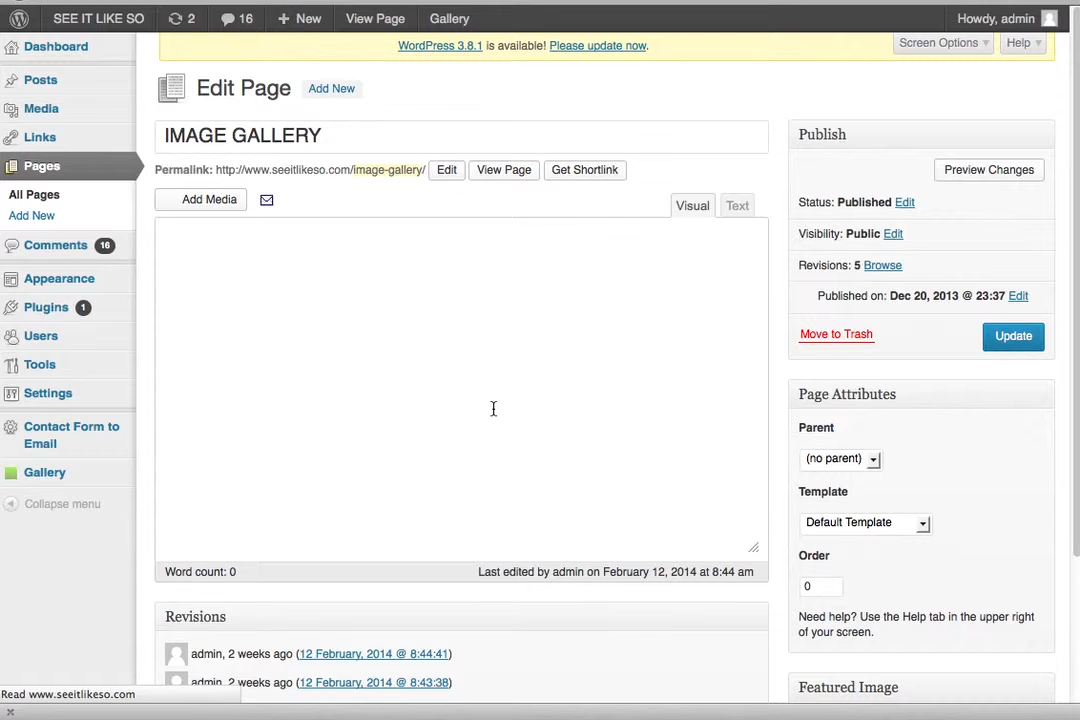 SEE IT LIKE SO 2 16 + New View Page Gallery Howdy, admin
WordPress 3.8.1 is available! Please update now.
Screen Options Help
Dashboard
Posts
Media
Links
Pages
All Pages
Add New
Comments 16
Appearance
Plugins 1
Users
Tools
Settings
Contact Form to
Email
Gallery
Collapse menu
Edit Page Add New
IMAGE GALLERY
Permalink: http://www.seeitlikeso.com/image-gallery/ Edit View Page Get Shortlink
Add Media
Visual Text
Word count: 0 Last edited by admin on February 12, 2014 at 8:44 am
Revisions
admin, 2 weeks ago (12 February, 2014 @ 8:44:41)
admin, 2 weeks ago (12 February, 2014 @ 8:43:38)
Publish
Preview Changes
Status: Published Edit
Visibility: Public Edit
Revisions: 5 Browse
Published on: Dec 20, 2013 @ 23:37 Edit
Move to Trash Update
Page Attributes
Parent
(no parent)
Template
Default Template
Order
0
Need help? Use the Help tab in the upper right
of your screen.
Featured Image
Read www.seeitlikeso.com